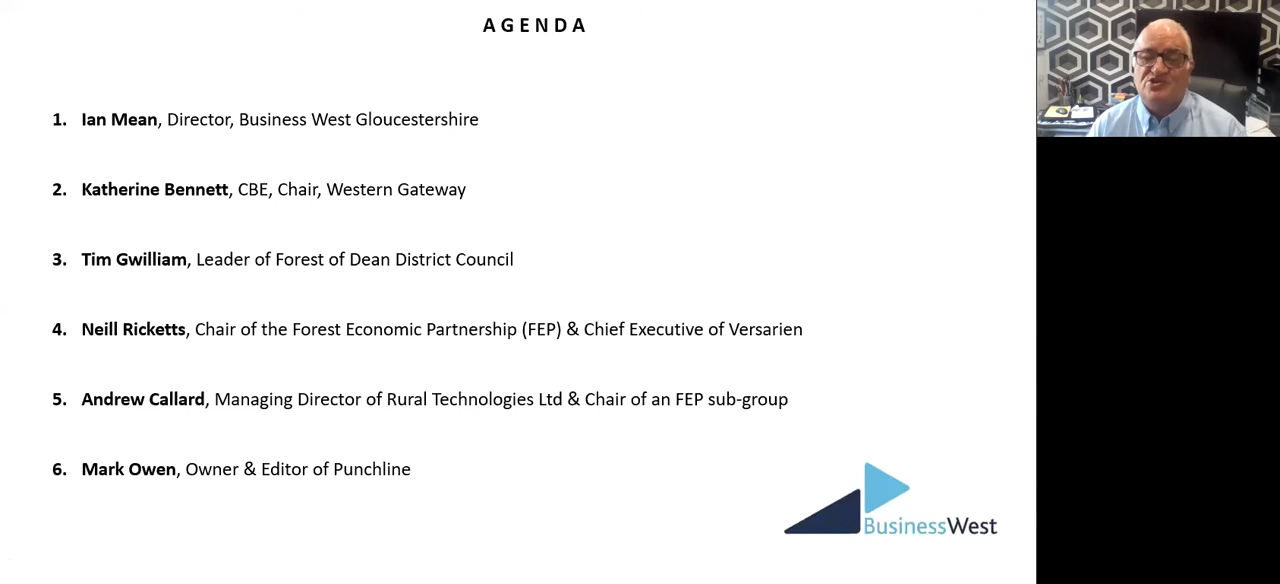 AGENDA
1. Ian Mean, Director, Business West Gloucestershire
2. Katherine Bennett, CBE, Chair, Western Gateway
3. Tim Gwilliam, Leader of Forest of Dean District Council
4. Neill Ricketts, Chair of the Forest Economic Partnership (FEP) & Chief Executive of Versarien
5. Andrew Callard, Managing Director of Rural Technologies Ltd & Chair of an FEP sub-group
6. Mark Owen, Owner & Editor of Punchline
BusinessWest